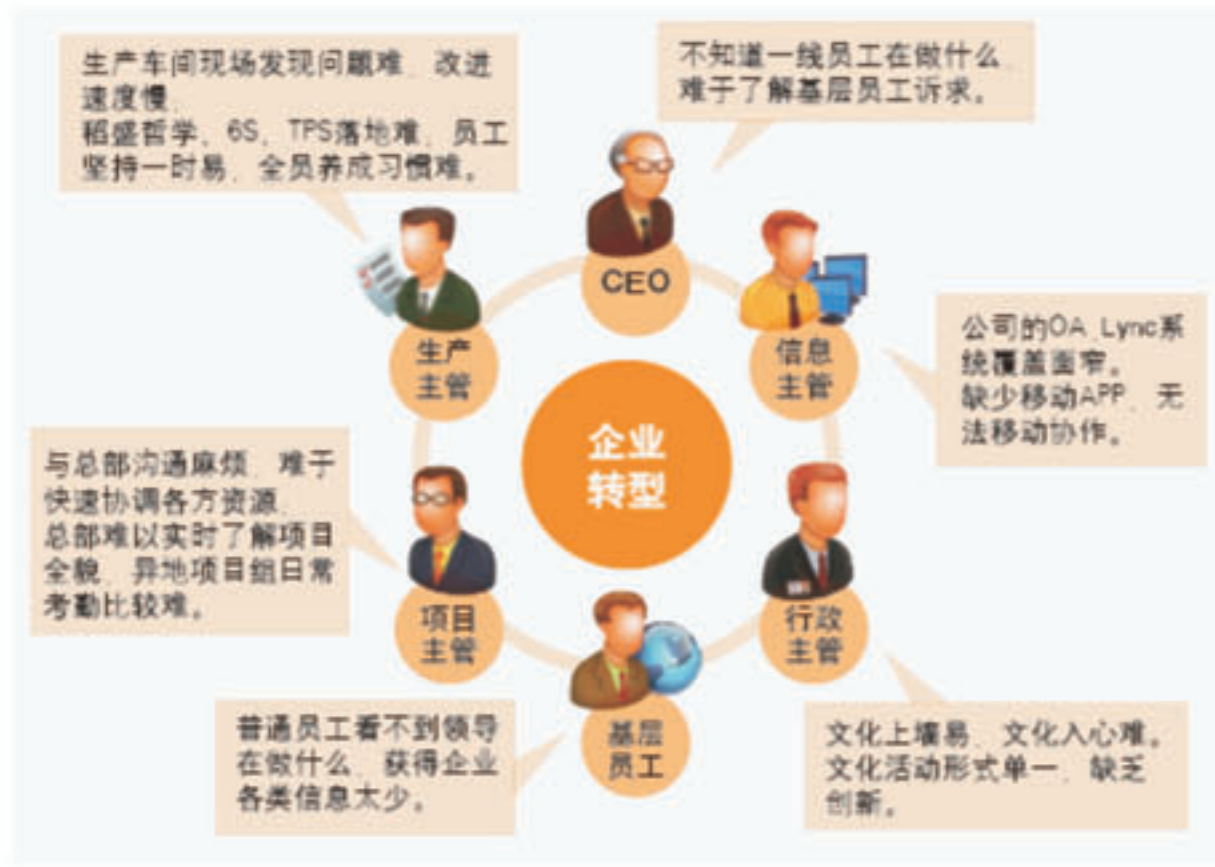 生产车间现场发现问题难、改进
速度慢、
稻盛哲学、6S、TPS落地难、员工
坚持一时易、全员养成习惯难。
不知道一线员工在做什么、
难于了解基层员工诉求。
CEO
生产
主管
信息
主管
公司的OA、Lync系
统覆盖面窄。
缺少移动APP、无
法移动协作。
企业
转型
与总部沟通麻烦、难于
快速协调各方资源、
总部难以实时了解项目
全貌、异地项目组日常
考勤比较难。
项目
主管
行政
主管
基层
员工
普通员工看不到领导
在做什么、获得企业
各类信息太少。
文化上墙易、文化入心难。
文化活动形式单一、缺乏
创新。